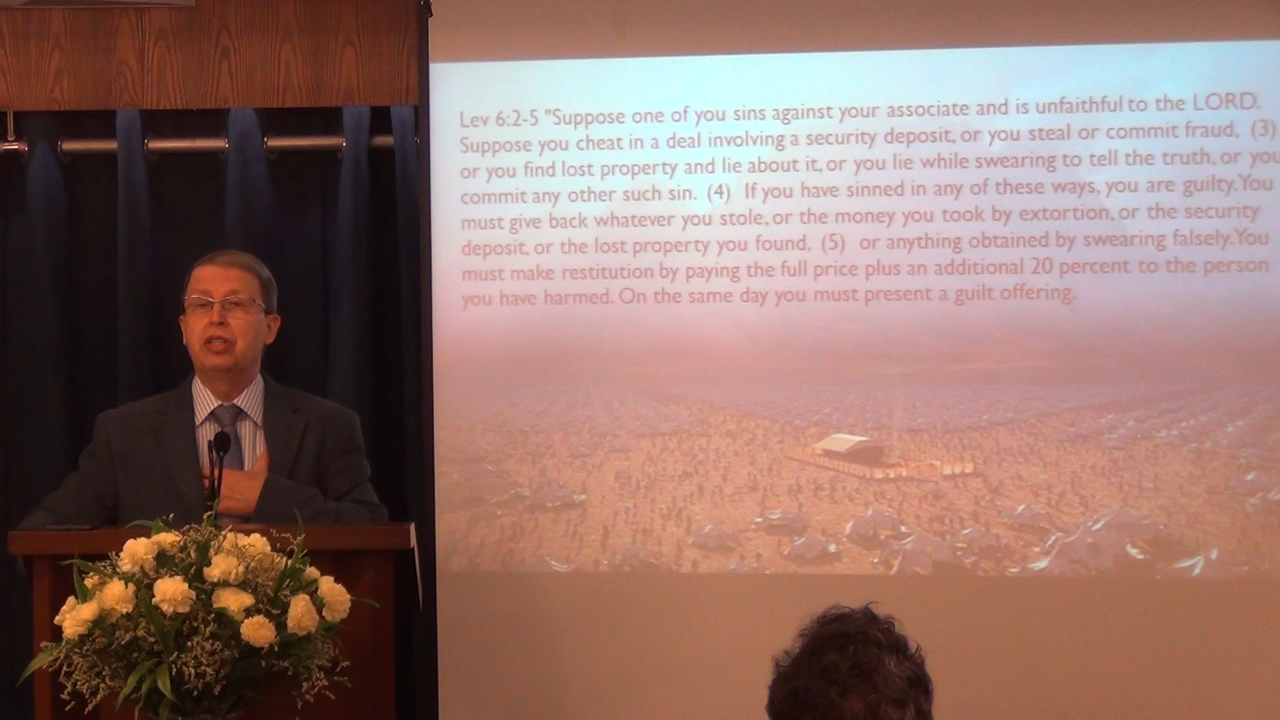 Lev 6:2-5 "Suppose one of you sins against your associate and is unfaithful to the LORD.
Suppose you cheat in a deal involving a security deposit, or you steal or commit fraud, (3)
or you find lost property and lie about it, or you lie while swearing to tell the truth, or you
commit any other such sin. (4) If you have sinned in any of these ways, you are guilty. You
must give back whatever you stole, or the money you took by extortion, or the security
deposit, or the lost property you found, (5) or anything obtained by swearing falsely. You
must make restitution by paying the full price plus an additional 20 percent to the person
you have harmed. On the same day you must present a guilt offering.